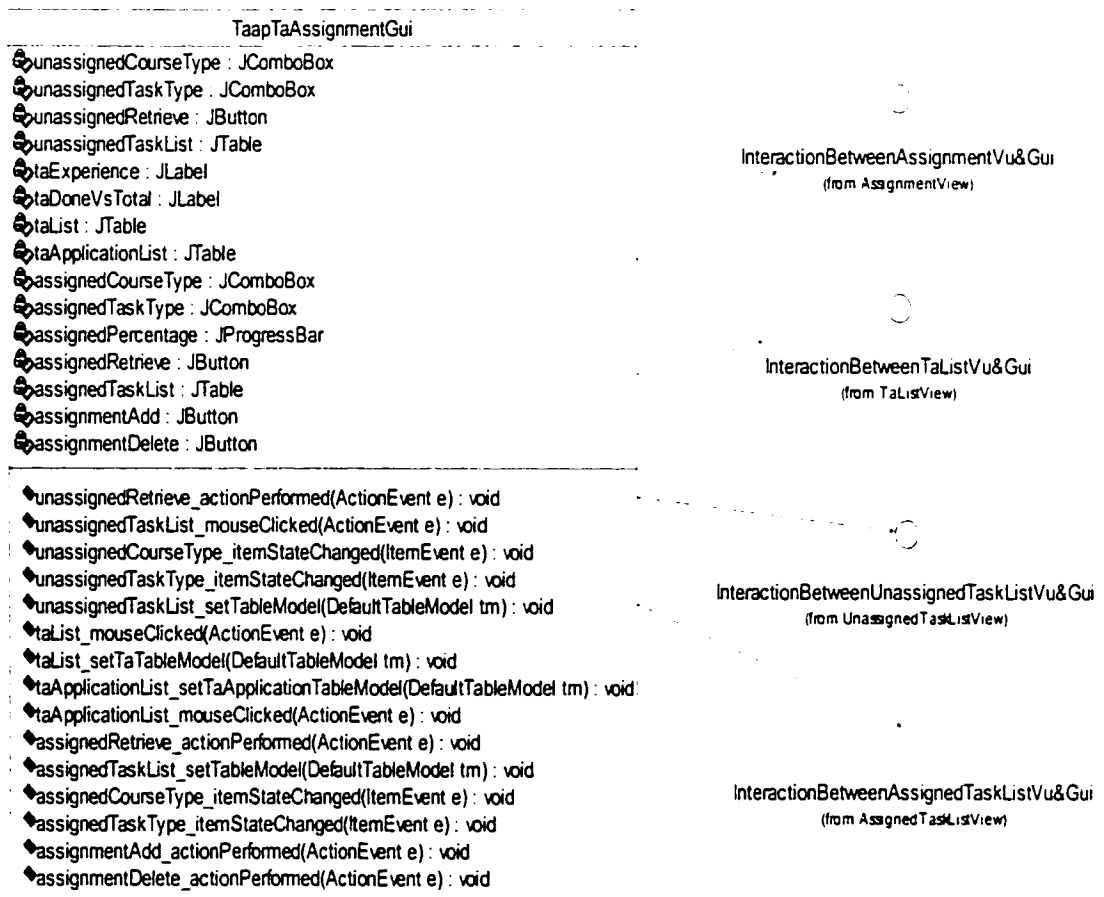 TaapTaAssignmentGui
unassignedCourseType : JComboBox
unassignedTaskType : JComboBox
unassignedRetrieve : JButton
unassignedTaskList : JTable
taExperience : JLabel
taDoneVsTotal : JLabel
taList : JTable
taApplicationList : JTable
assignedCourseType : JComboBox
assignedTaskType : JComboBox
assignedPercentage : JProgressBar
assignedRetrieve : JButton
assignedTaskList : JTable
assignmentAdd : JButton
assignmentDelete : JButton
unassignedRetrieve_actionPerformed(ActionEvent e) : void
unassignedTaskList_mouseClicked(ActionEvent e) : void
unassignedCourseType_itemStateChanged(ItemEvent e) : void
unassignedTaskType_itemStateChanged(ItemEvent e) : void
unassignedTaskList_setTableModel(DefaultTableModel tm) : void
taList_mouseClicked(ActionEvent e) : void
taList_setTaTableModel(DefaultTableModel tm) : void
taApplicationList_setTaApplicationTableModel(DefaultTableModel tm) : void
taApplicationList_mouseClicked(ActionEvent e) : void
assignedRetrieve_actionPerformed(ActionEvent e) : void
assignedTaskList_setTableModel(DefaultTableModel tm) : void
assignedCourseType_itemStateChanged(ItemEvent e) : void
assignedTaskType_itemStateChanged(ItemEvent e) : void
assignmentAdd_actionPerformed(ActionEvent e) : void
assignmentDelete_actionPerformed(ActionEvent e) : void
InteractionBetweenAssignmentVu&Gui
(from AssignmentView)
InteractionBetweenTaListVu&Gui
(from TaListView)
InteractionBetweenUnassignedTaskListVu&Gui
(from UnassignedTaskListView)
InteractionBetweenAssignedTaskListVu&Gui
(from AssignedTaskListView)